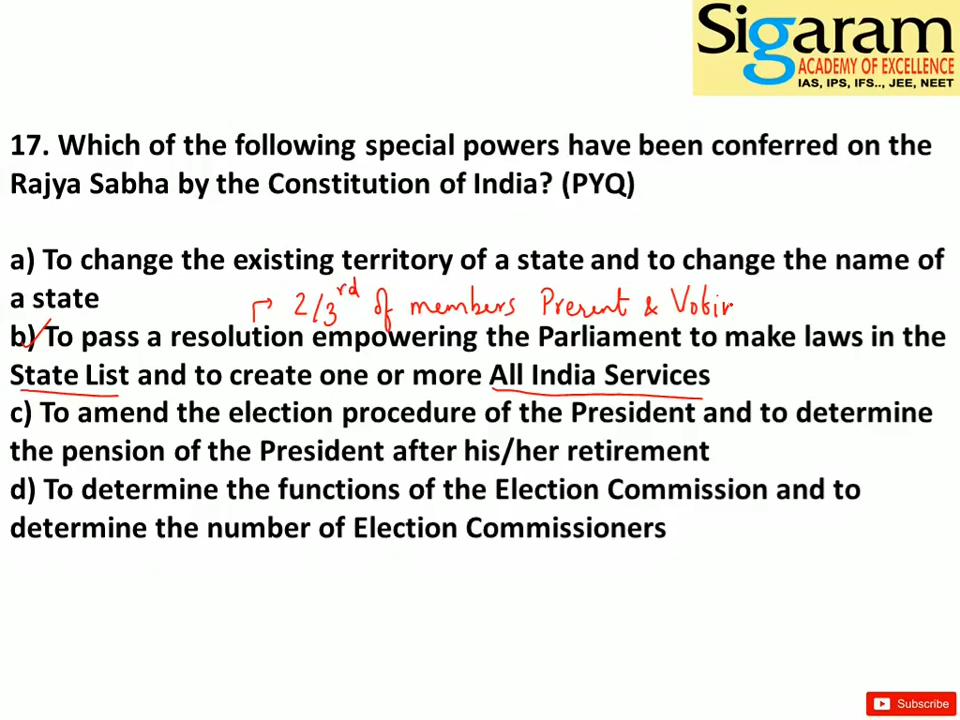 Sigaram
ACADEMY OF EXCELLENCE
IAS, IPS, IFS.., JEE, NEET
17. Which of the following special powers have been conferred on the
Rajya Sabha by the Constitution of India? (PYQ)
a) To change the existing territory of a state and to change the name of
a state
2/3rd of members Present & Votin
b) To pass a resolution empowering the Parliament to make laws in the
State List and to create one or more All India Services
c) To amend the election procedure of the President and to determine
the pension of the President after his/her retirement
d) To determine the functions of the Election Commission and to
determine the number of Election Commissioners
Subscribe